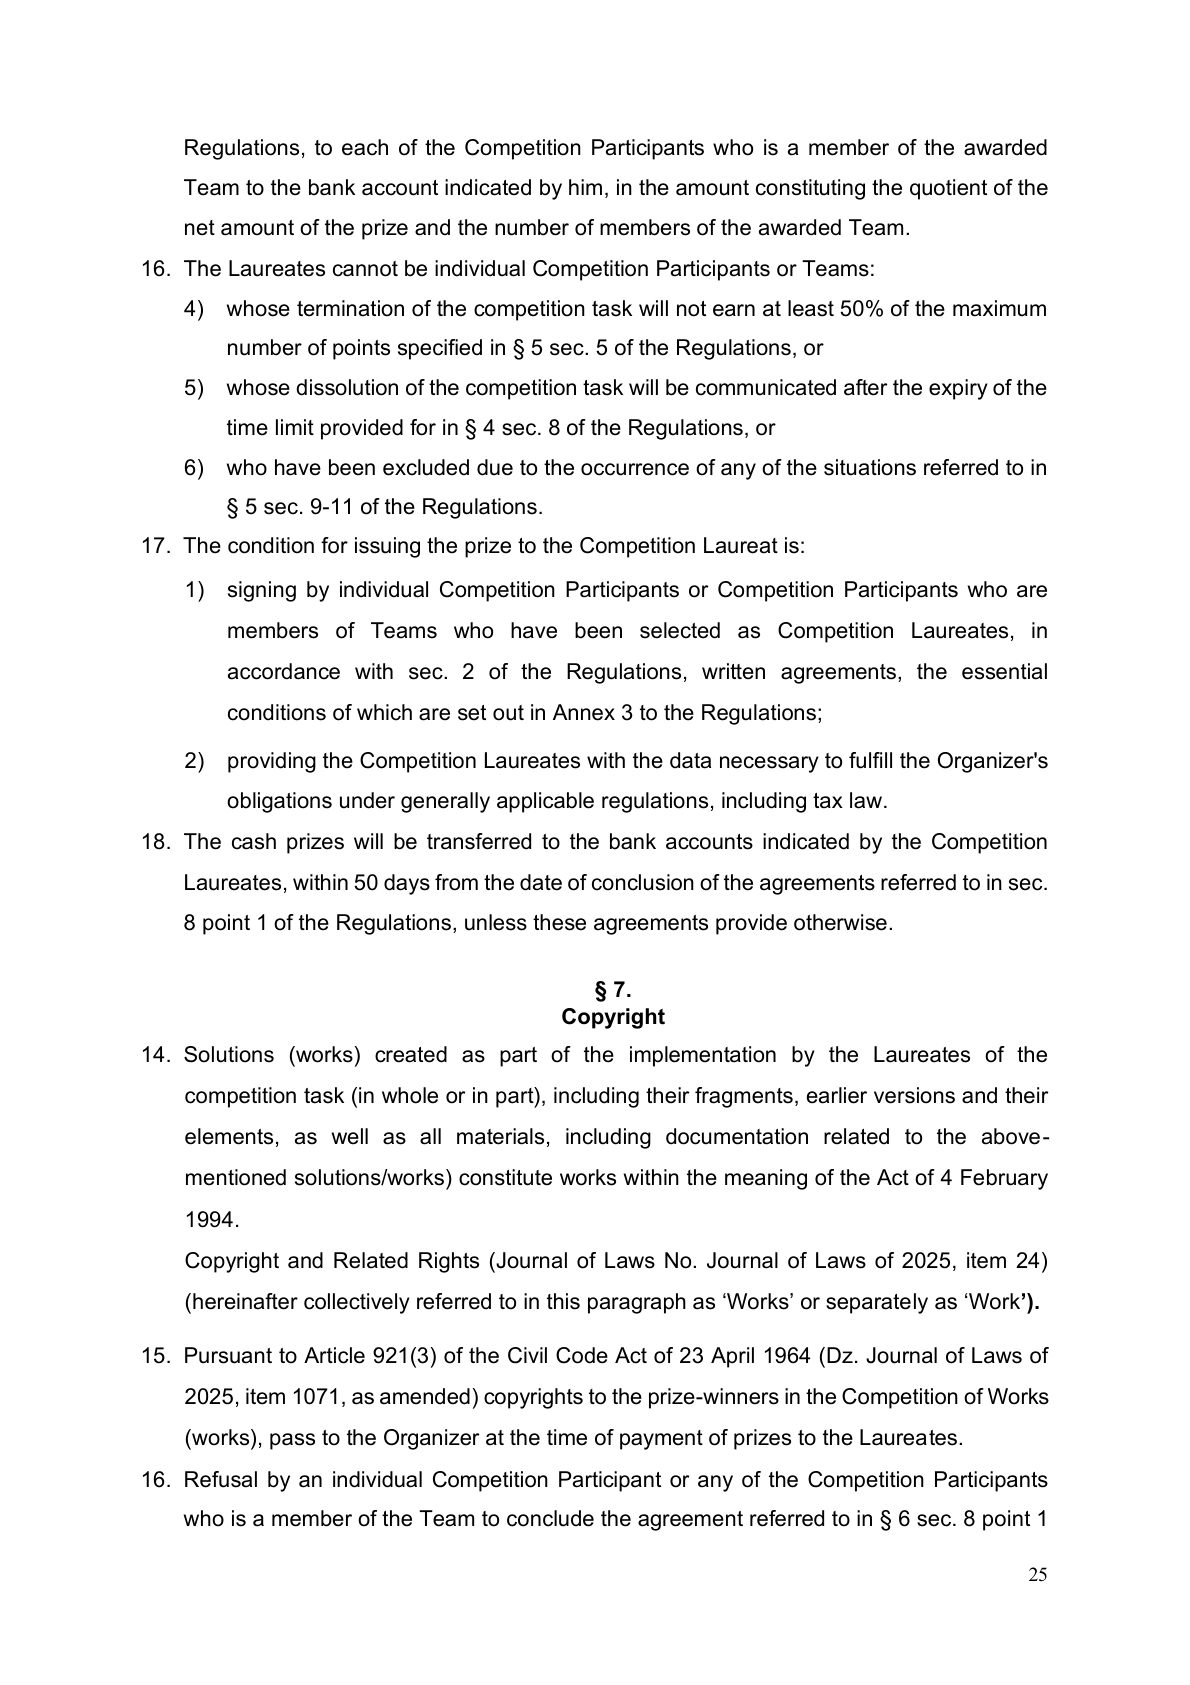 Regulations, to each of the Competition Participants who is a member of the awarded
Team to the bank account indicated by him, in the amount constituting the quotient of the
net amount of the prize and the number of members of the awarded Team.
16. The Laureates cannot be individual Competition Participants or Teams:
4) whose termination of the competition task will not earn at least 50% of the maximum
number of points specified in § 5 sec. 5 of the Regulations, or
5) whose dissolution of the competition task will be communicated after the expiry of the
time limit provided for in § 4 sec. 8 of the Regulations, or
6) who have been excluded due to the occurrence of any of the situations referred to in
§ 5 sec. 9-11 of the Regulations.
17. The condition for issuing the prize to the Competition Laureat is:
1) signing by individual Competition Participants or Competition Participants who are
members of Teams who have been selected as Competition Laureates, in
accordance with sec. 2 of the Regulations, written agreements, the essential
conditions of which are set out in Annex 3 to the Regulations;
2) providing the Competition Laureates with the data necessary to fulfill the Organizer's
obligations under generally applicable regulations, including tax law.
18. The cash prizes will be transferred to the bank accounts indicated by the Competition
Laureates, within 50 days from the date of conclusion of the agreements referred to in sec.
8 point 1 of the Regulations, unless these agreements provide otherwise.
§ 7.
Copyright
14. Solutions (works) created as part of the implementation by the Laureates of the
competition task (in whole or in part), including their fragments, earlier versions and their
elements, as well as all materials, including documentation related to the above-
mentioned solutions/works) constitute works within the meaning of the Act of 4 February
1994.
Copyright and Related Rights (Journal of Laws No. Journal of Laws of 2025, item 24)
(hereinafter collectively referred to in this paragraph as ‘Works’ or separately as ‘Work’).
15. Pursuant to Article 921(3) of the Civil Code Act of 23 April 1964 (Dz. Journal of Laws of
2025, item 1071, as amended) copyrights to the prize-winners in the Competition of Works
(works), pass to the Organizer at the time of payment of prizes to the Laureates.
16. Refusal by an individual Competition Participant or any of the Competition Participants
who is a member of the Team to conclude the agreement referred to in § 6 sec. 8 point 1
25